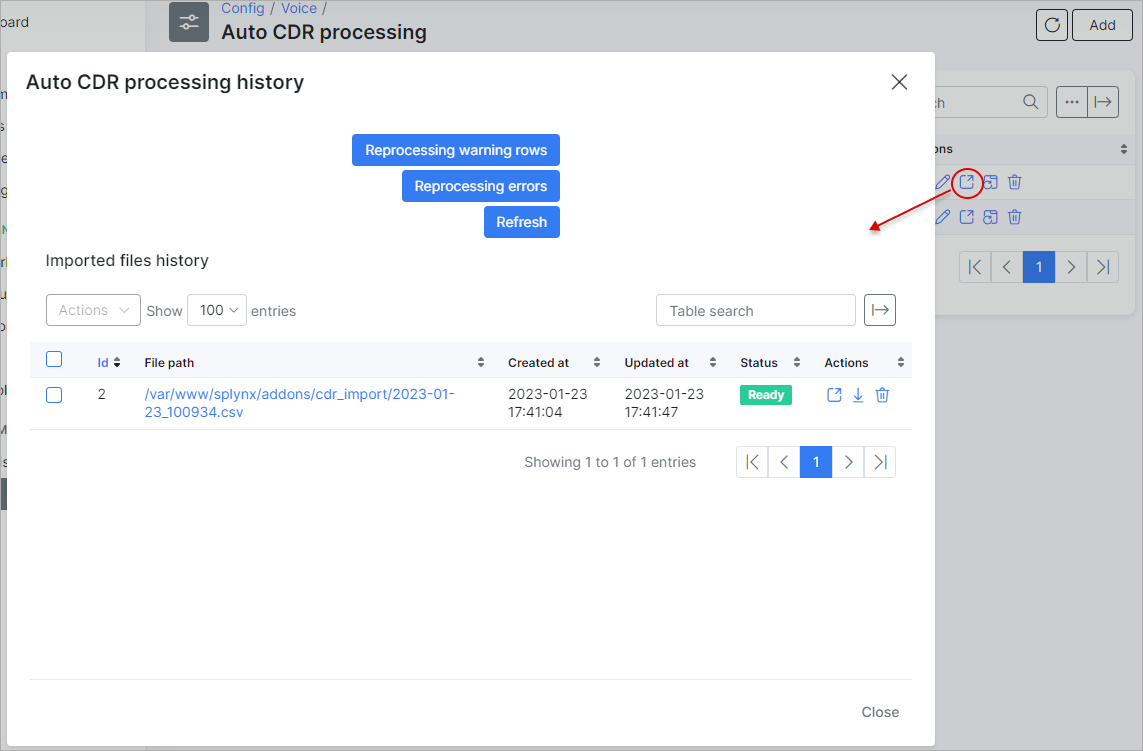 Config / Voice /
Auto CDR processing
Add
Auto CDR processing history
Reprocessing warning rows
Reprocessing errors
Refresh
Imported files history
Actions Show 100 entries Table search
Id File path Created at Updated at Status Actions
2 /var/www/splynx/addons/cdr_import/2023-01-23_100934.csv 2023-01-23 17:41:04 2023-01-23 17:41:47 Ready
Showing 1 to 1 of 1 entries 1
1
Close